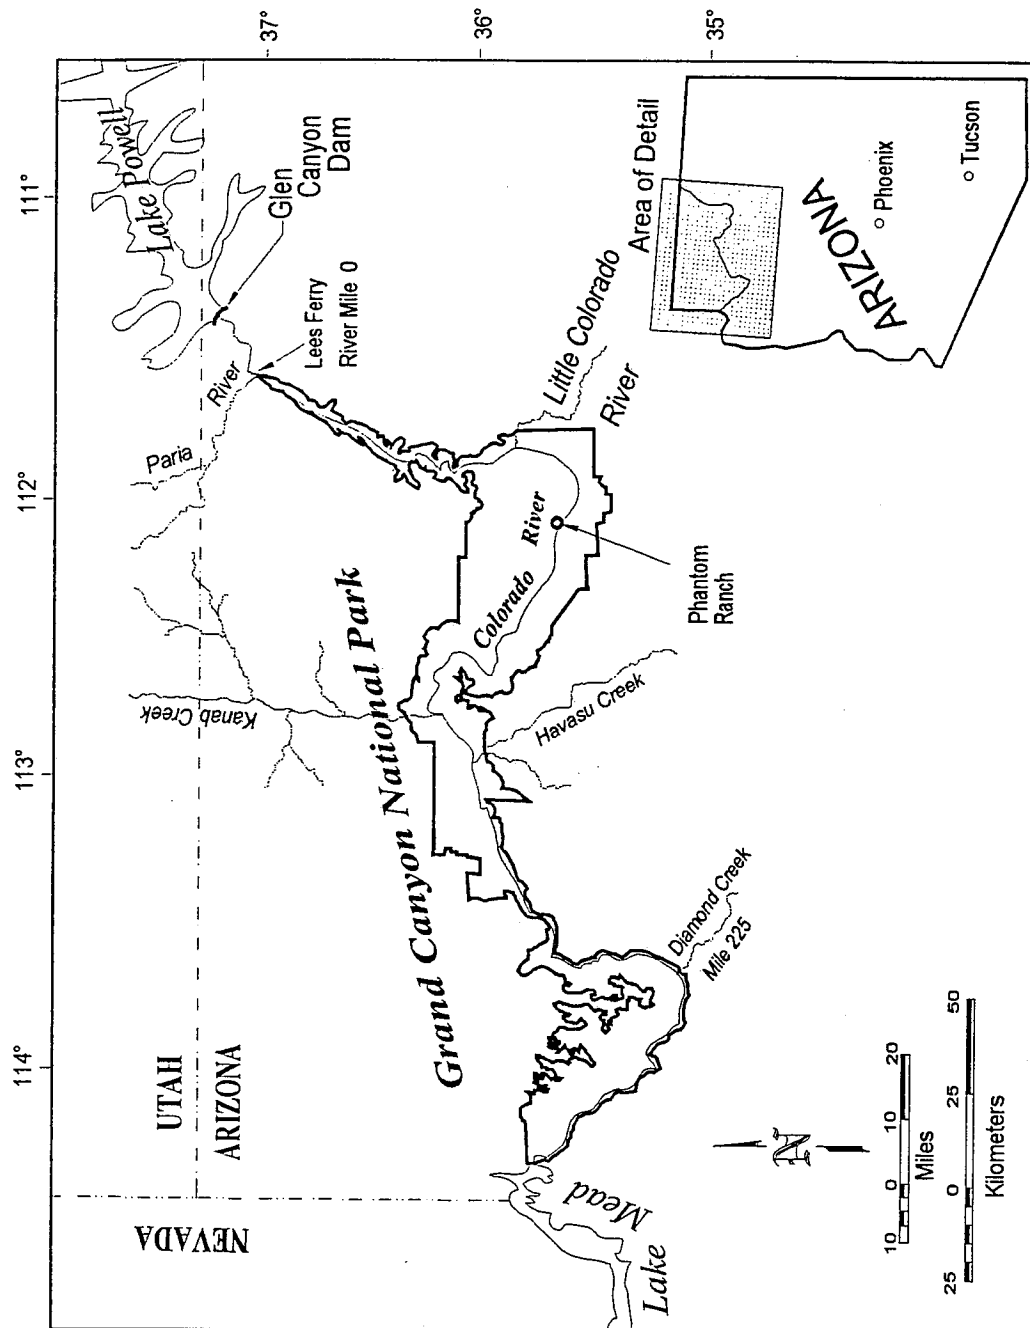 114°
113°
112°
111°
37°
36°
35°
NEVADA
UTAH
ARIZONA
Kanab Creek
Paria
River
Lake Powell
Glen
Canyon
Dam
Lees Ferry
River Mile 0
Grand Canyon National Park
Colorado
River
Little Colorado
River
Phantom
Ranch
Havasu Creek
Diamond Creek
Mile 225
Lake
Mead
N
10 0 10 20
Miles
25 0 25 50
Kilometers
Area of Detail
ARIZONA
Phoenix
Tucson